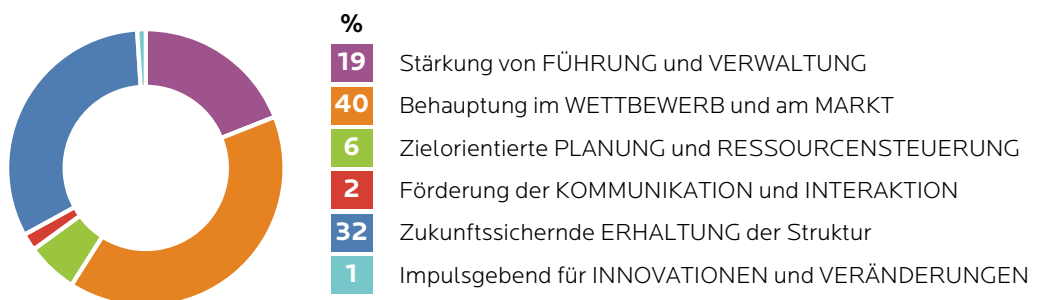 %
19 Stärkung von FÜHRUNG und VERWALTUNG
40 Behauptung im WETTBEWERB und am MARKT
6 Zielorientierte PLANUNG und RESSOURCENSTEUERUNG
2 Förderung der KOMMUNIKATION und INTERAKTION
32 Zukunftssichernde ERHALTUNG der Struktur
1 Impulsgebend für INNOVATIONEN und VERÄNDERUNGEN